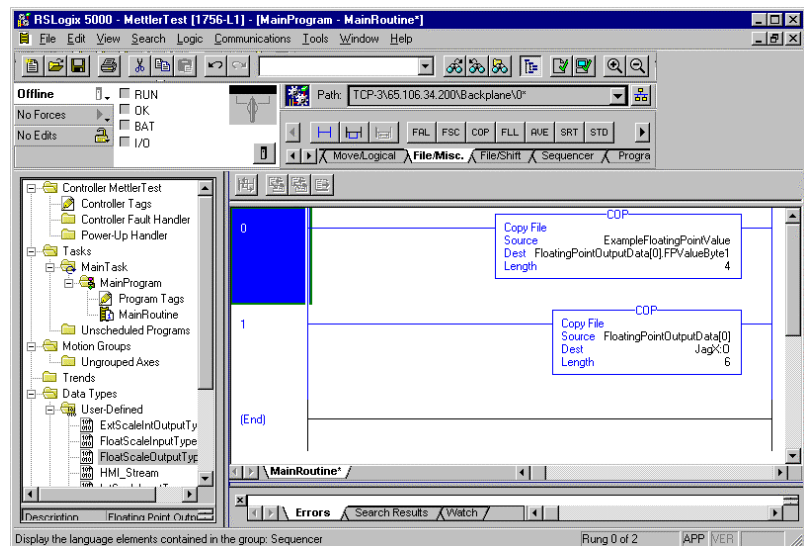 RSLogix 5000 - MettlerTest [1756-L1] - [MainProgram - MainRoutine*]
File Edit View Search Logic Communications Tools Window Help
Offline
RUN
No Forces
OK
No Edits
BAT
I/O
Path: TCP-3\65.106.34.200\Backplane\0*
FAL FSC COP FLL AVE SRT STD
Move/Logical File/Misc. File/Shift Sequencer Progra
Controller MettlerTest
Controller Tags
Controller Fault Handler
Power-Up Handler
Tasks
MainTask
MainProgram
Program Tags
MainRoutine
Unscheduled Programs
Motion Groups
Ungrouped Axes
Trends
Data Types
User-Defined
ExtScaleIntOutputTy
FloatScaleInputType
FloatScaleOutputTyp
HMI_Stream
Description Floating Point Outp
0
COP
Copy File
Source ExampleFloatingPointValue
Dest FloatingPointOutputData[0].FPValueByte1
Length 4
1
COP
Copy File
Source FloatingPointOutputData[0]
Dest JagX:O
Length 6
(End)
MainRoutine*
Errors Search Results Watch
Display the language elements contained in the group: Sequencer
Rung 0 of 2
APP VER